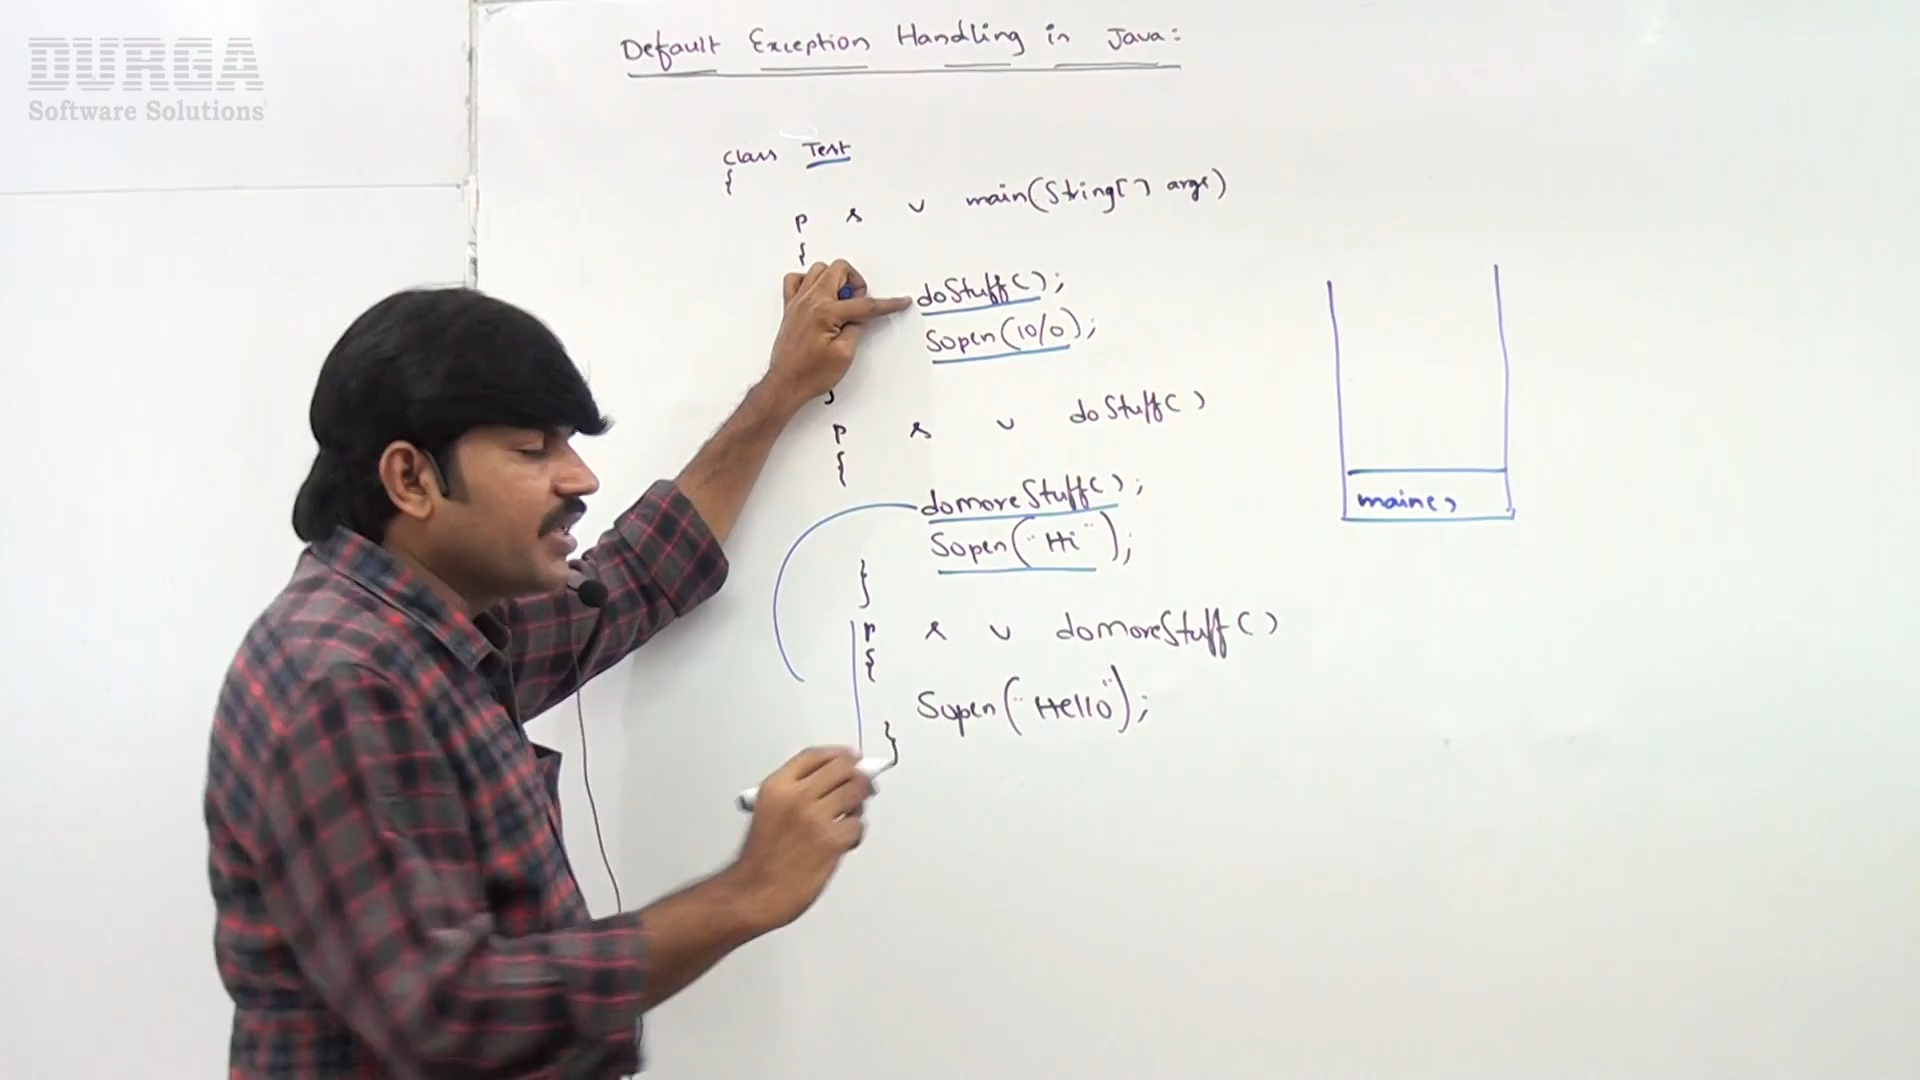 DURGA
Software Solutions
Default Exception Handling in Java:
class Test
{
p s v main(String[] args)
{
doStuff();
Sopln(10/0);
}
p s v doStuff()
{
domoreStuff();
Sopln("Hi");
}
p s v doMoreStuff()
{
Sopln("Hello");
}
main()